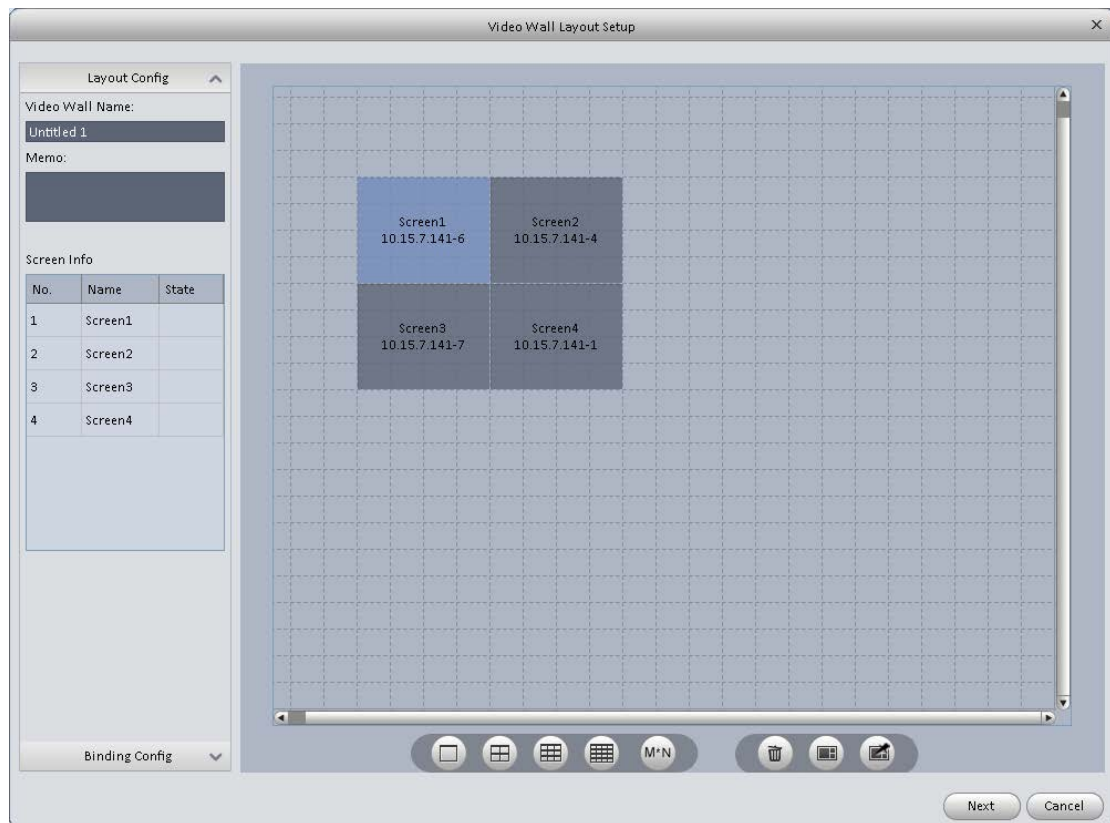 Video Wall Layout Setup
Layout Config
Video Wall Name:
Untitled 1
Memo:
Screen Info
No. Name State
1 Screen1
2 Screen2
3 Screen3
4 Screen4
Binding Config
Screen1
10.15.7.141-6
Screen2
10.15.7.141-4
Screen3
10.15.7.141-7
Screen4
10.15.7.141-1
M*N
Next
Cancel